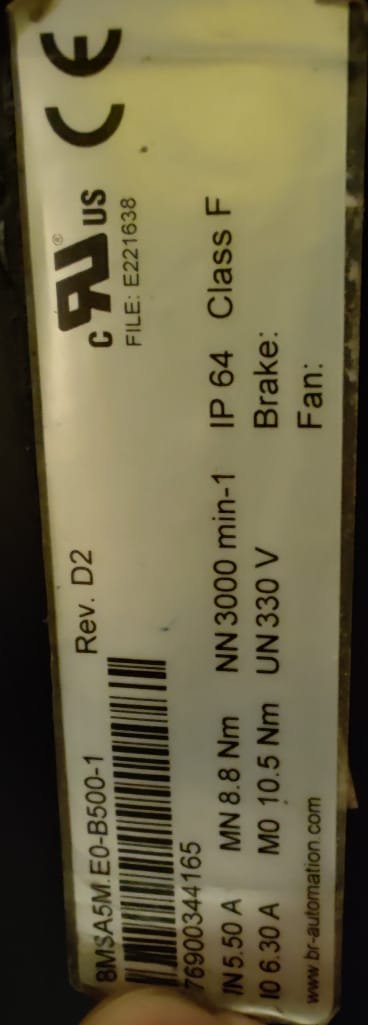 8MSA5M.E0-B500-1 Rev. D2
c RU US CE
FILE: E221638
76900344165
IN 5.50 A MN 8.8 Nm NN 3000 min-1 IP 64 Class F
I0 6.30 A M0 10.5 Nm UN 330 V Brake:
www.br-automation.com Fan: